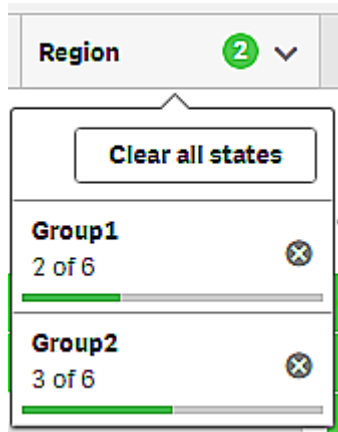 Region 2
Clear all states
Group1
2 of 6
Group2
3 of 6